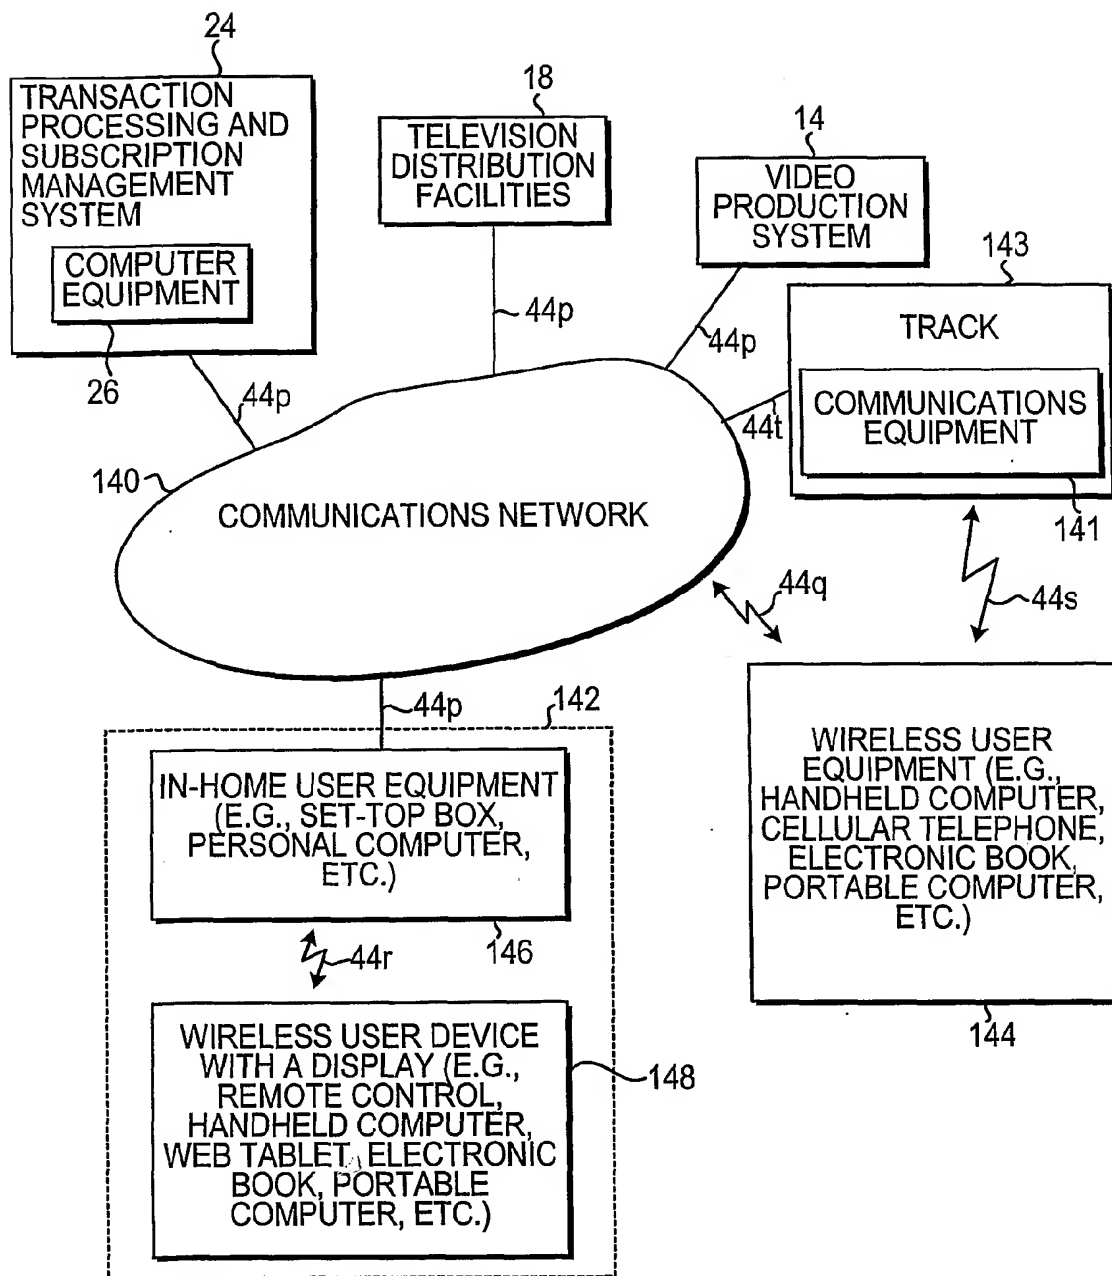 24
TRANSACTION
PROCESSING AND
SUBSCRIPTION
MANAGEMENT
SYSTEM
COMPUTER
EQUIPMENT
26
44p
18
TELEVISION
DISTRIBUTION
FACILITIES
44p
14
VIDEO
PRODUCTION
SYSTEM
44p
143
TRACK
COMMUNICATIONS
EQUIPMENT
141
44t
140
COMMUNICATIONS NETWORK
44q
44s
44p
142
IN-HOME USER EQUIPMENT
(E.G., SET-TOP BOX,
PERSONAL COMPUTER,
ETC.)
146
44r
WIRELESS USER DEVICE
WITH A DISPLAY (E.G.,
REMOTE CONTROL,
HANDHELD COMPUTER,
WEB TABLET, ELECTRONIC
BOOK, PORTABLE
COMPUTER, ETC.)
148
WIRELESS USER
EQUIPMENT (E.G.,
HANDHELD COMPUTER,
CELLULAR TELEPHONE,
ELECTRONIC BOOK,
PORTABLE COMPUTER,
ETC.)
144